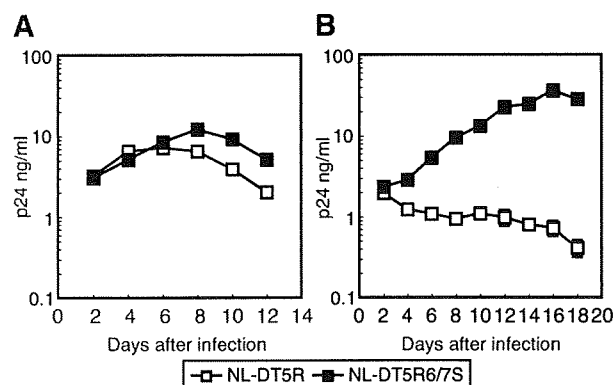 A
B
100
10
1
0.1
p24 ng/ml
0 2 4 6 8 10 12 14
Days after infection
100
10
1
0.1
p24 ng/ml
0 2 4 6 8 10 12 14 16 18 20
Days after infection
NL-DT5R NL-DT5R6/7S